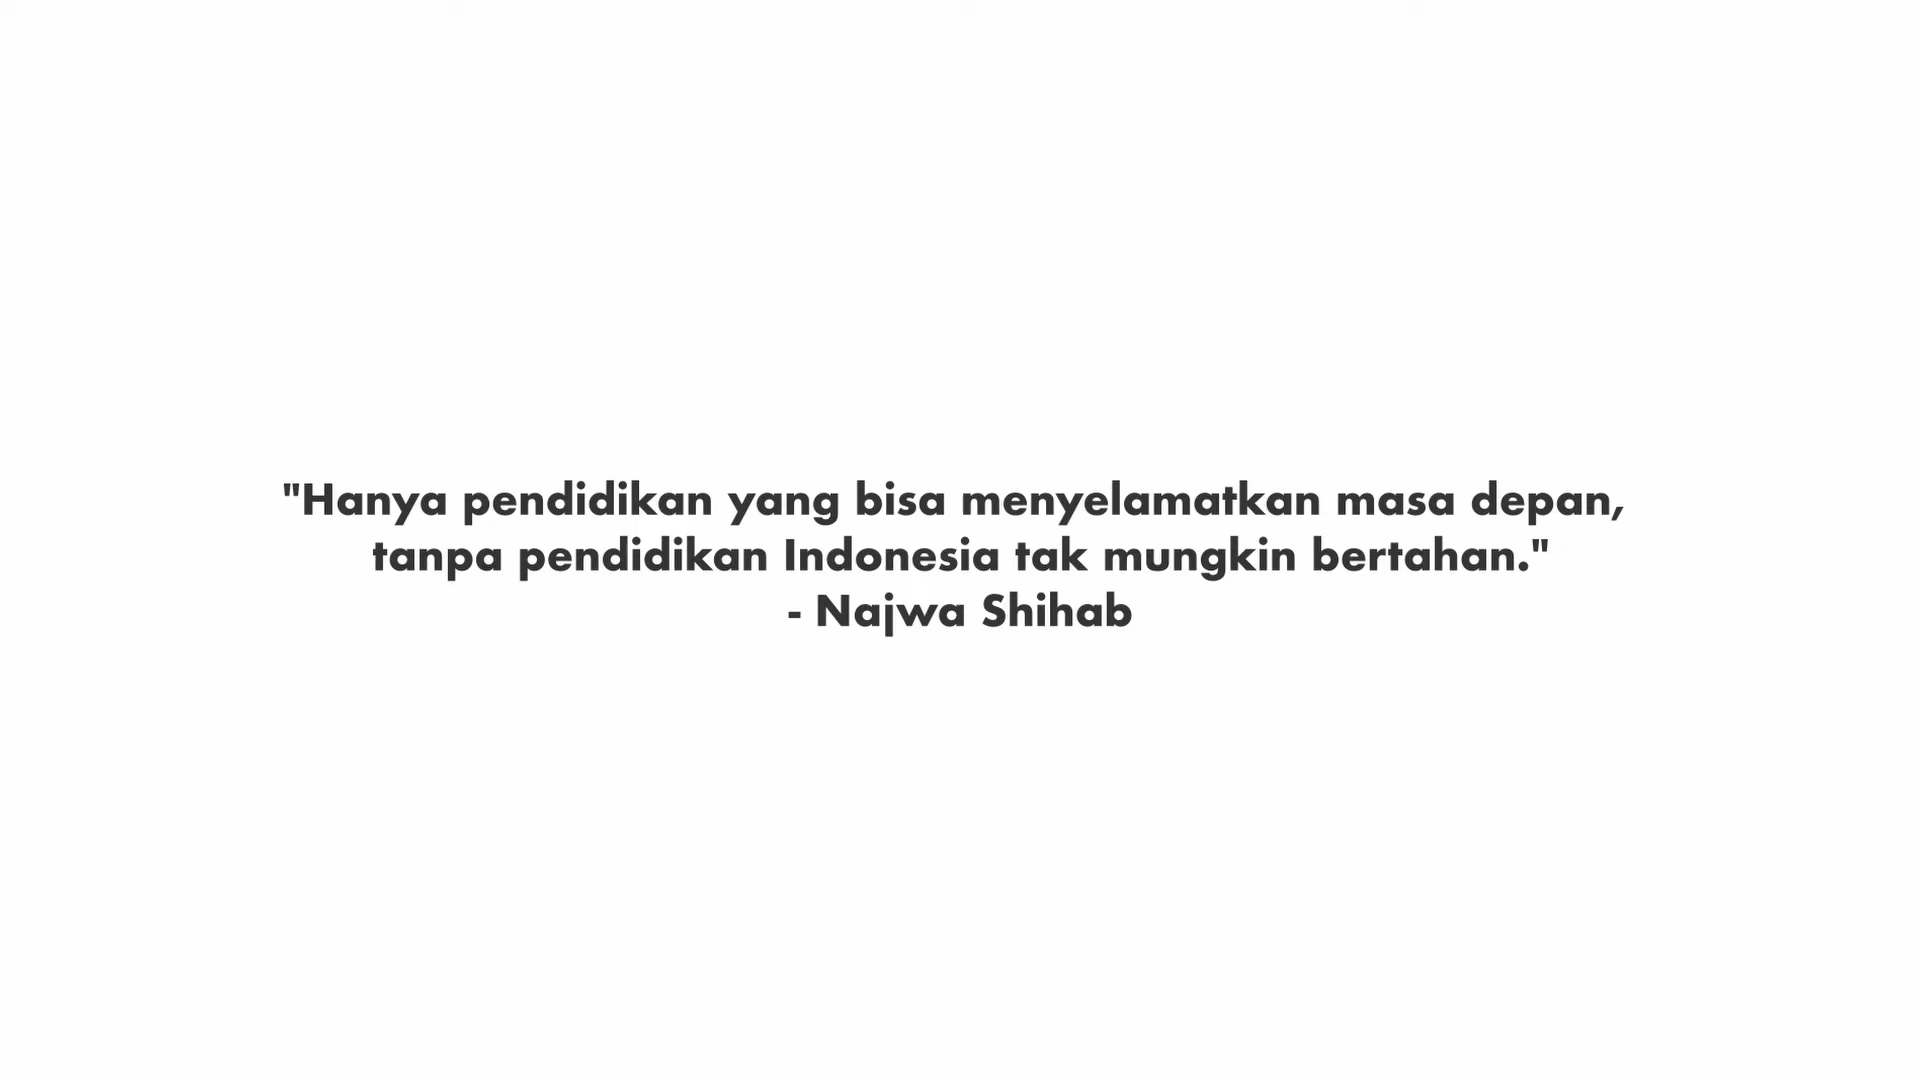 "Hanya pendidikan yang bisa menyelamatkan masa depan,
tanpa pendidikan Indonesia tak mungkin bertahan."
- Najwa Shihab